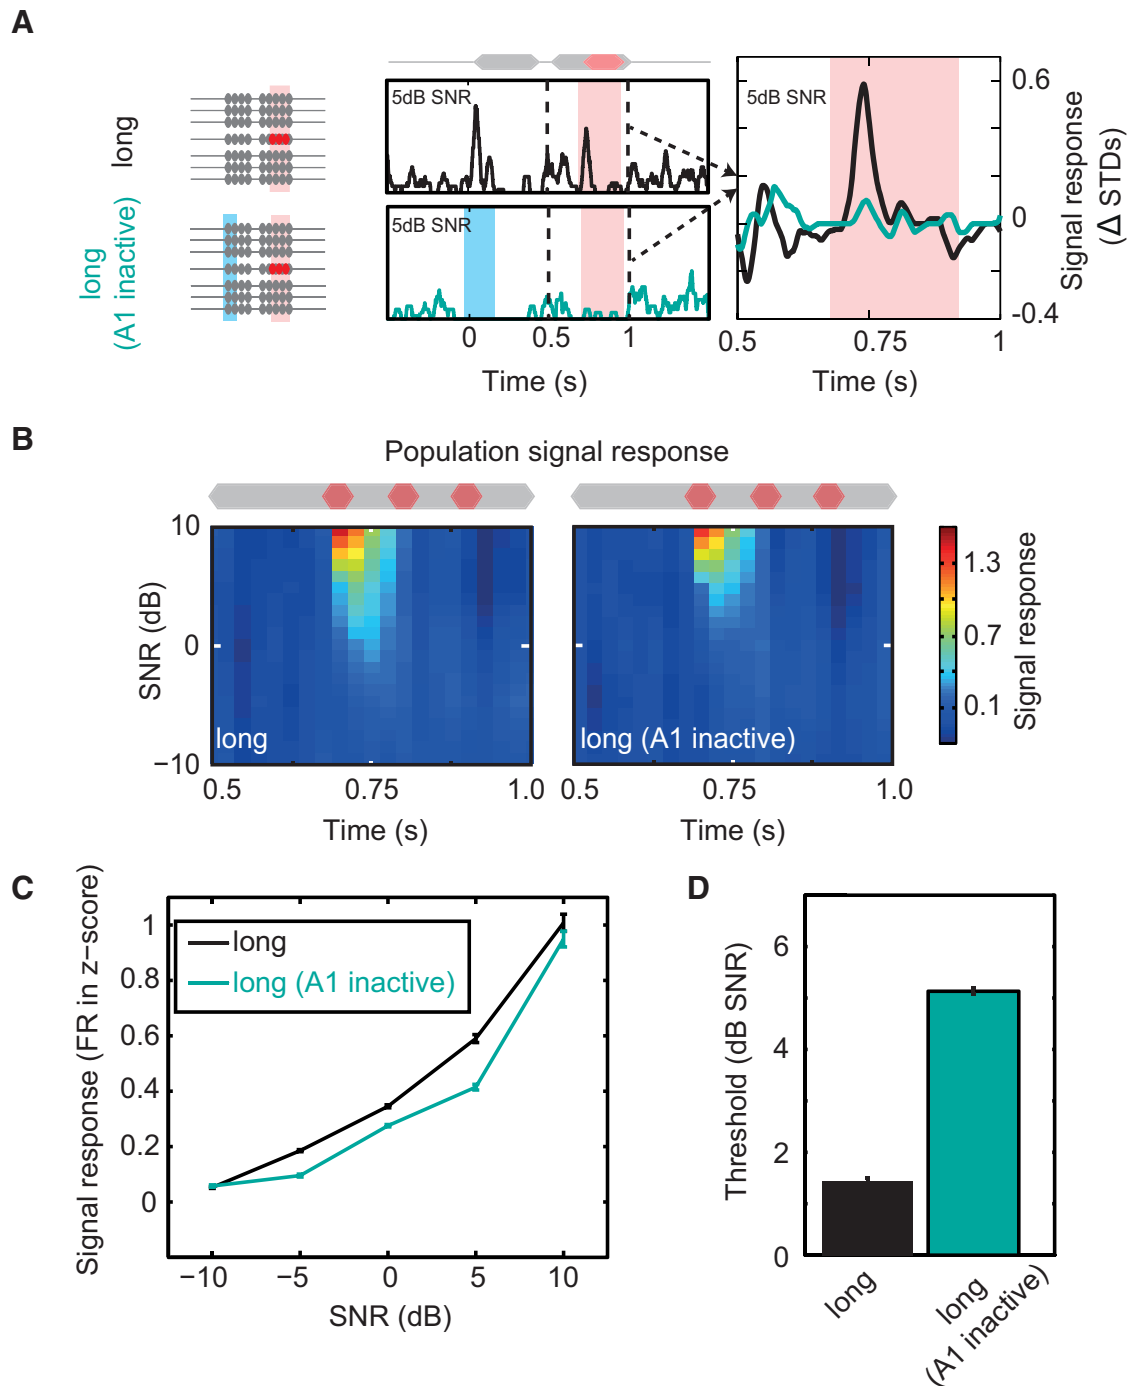 A
long
long
(A1 inactive)
5dB SNR
5dB SNR
0
0.5
1
Time (s)
5dB SNR
0.6
0
-0.4
Signal response
(Δ STDs)
0.5
0.75
1
Time (s)
B
Population signal response
10
0
−10
SNR (dB)
long
0.5
0.75
1.0
Time (s)
long (A1 inactive)
0.5
0.75
1.0
Time (s)
1.3
0.7
0.1
Signal response
C
Signal response (FR in z−score)
1
0.8
0.6
0.4
0.2
0
long
long (A1 inactive)
−10
−5
0
5
10
SNR (dB)
D
Threshold (dB SNR)
6
4
2
0
long
long
(A1 inactive)